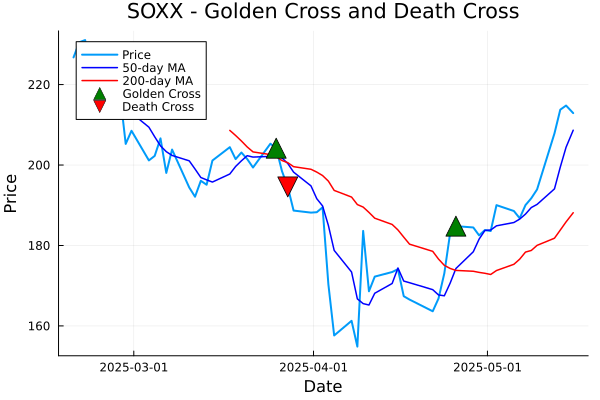 SOXX - Golden Cross and Death Cross
Price
50-day MA
200-day MA
Golden Cross
Death Cross
Price
220
200
180
160
2025-03-01
2025-04-01
2025-05-01
Date